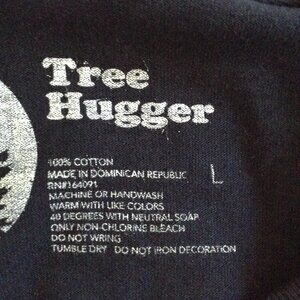 Tree
Hugger
100% COTTON
MADE IN DOMINICAN REPUBLIC
RN#164091
MACHINE OR HANDWASH
WARM WITH LIKE COLORS
40 DEGREES WITH NEUTRAL SOAP
ONLY NON-CHLORINE BLEACH
DO NOT WRING
TUMBLE DRY DO NOT IRON DECORATION
L